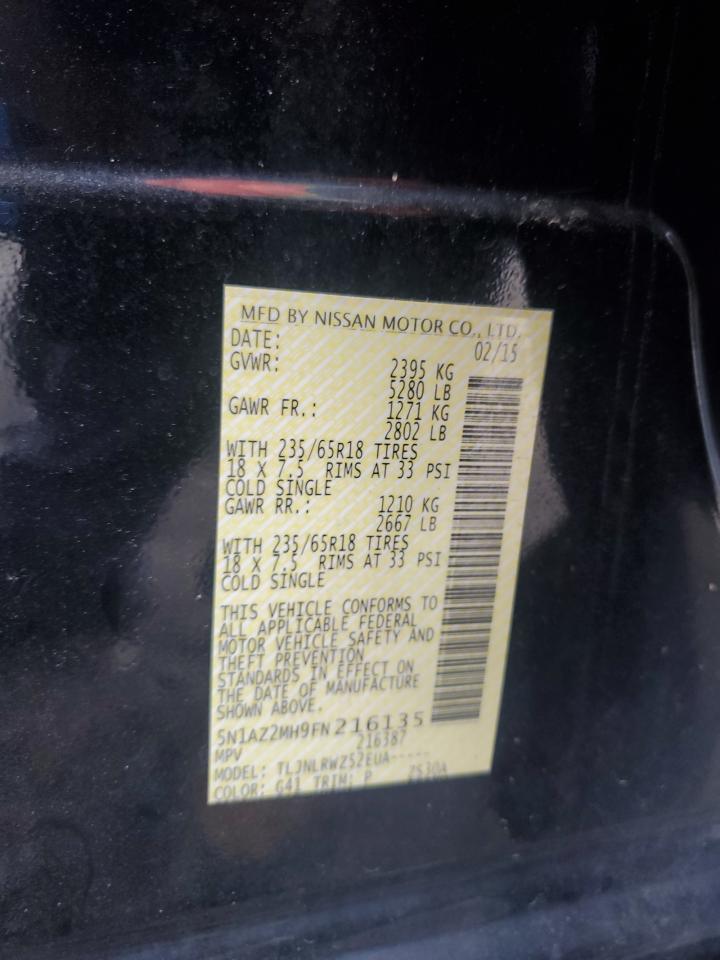 MFD BY NISSAN MOTOR CO., LTD.
DATE: 02/15
GVWR: 2395 KG
5280 LB
GAWR FR.: 1271 KG
2802 LB
WITH 235/65R18 TIRES
18 X 7.5 RIMS AT 33 PSI
COLD SINGLE
GAWR RR.: 1210 KG
2667 LB
WITH 235/65R18 TIRES
18 X 7.5 RIMS AT 33 PSI
COLD SINGLE
THIS VEHICLE CONFORMS TO
ALL APPLICABLE FEDERAL
MOTOR VEHICLE SAFETY AND
THEFT PREVENTION
STANDARDS IN EFFECT ON
THE DATE OF MANUFACTURE
SHOWN ABOVE.
5N1AZ2MH9FN216135
MPV 216387
MODEL: TLJNLRWZ52EUA-----
COLOR: G41 TRIM: P Z530A